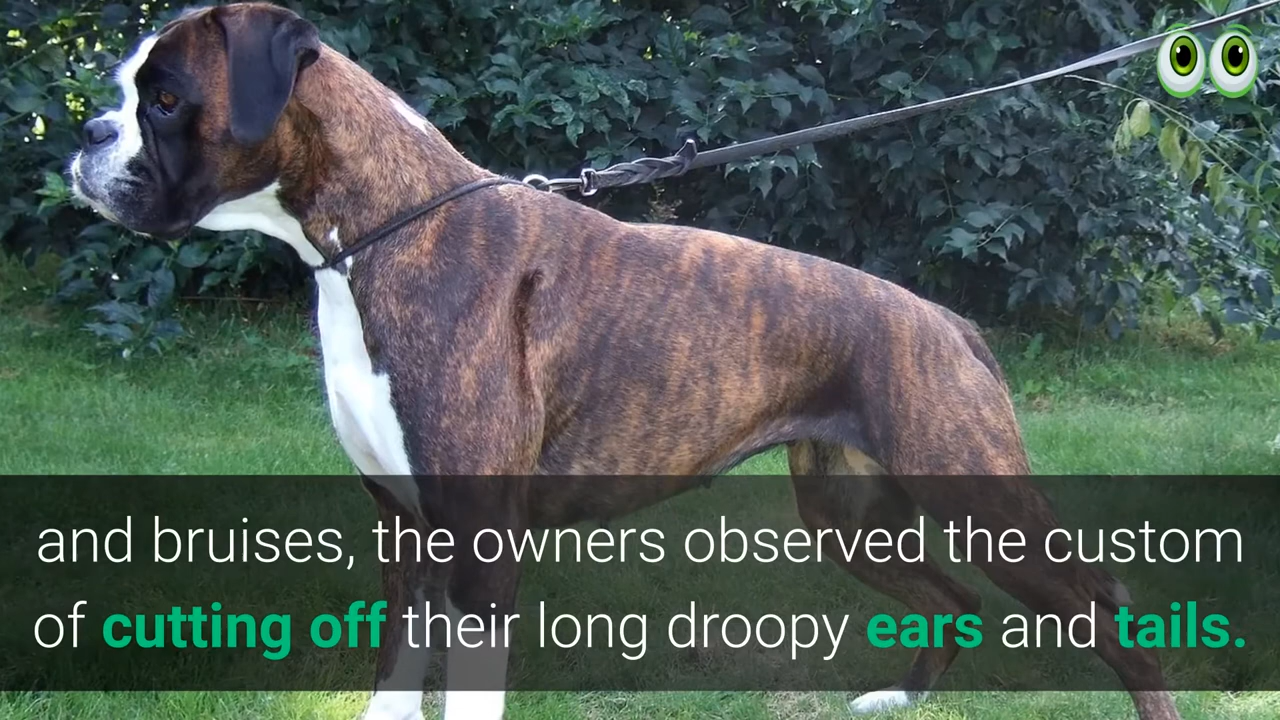 and bruises, the owners observed the custom
of cutting off their long droopy ears and tails.